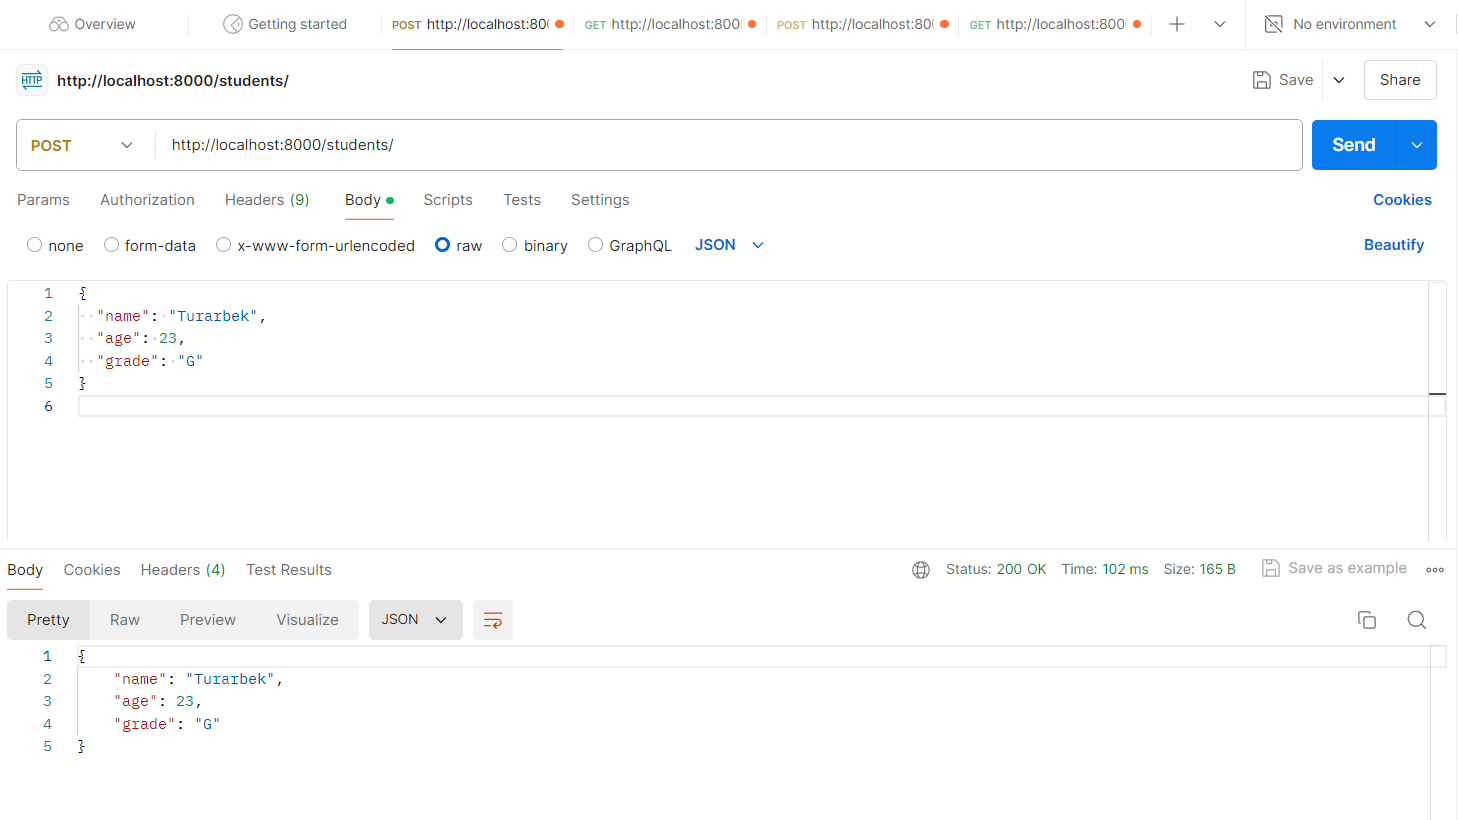 Overview Getting started POST http://localhost:80 GET http://localhost:800 POST http://localhost:80 GET http://localhost:800 No environment
HTTP http://localhost:8000/students/ Save Share
POST http://localhost:8000/students/ Send
Params Authorization Headers (9) Body Scripts Tests Settings Cookies
none form-data x-www-form-urlencoded raw binary GraphQL JSON Beautify
1 {
2 "name": "Turarbek",
3 "age": 23,
4 "grade": "G"
5 }
6
Body Cookies Headers (4) Test Results Status: 200 OK Time: 102 ms Size: 165 B Save as example
Pretty Raw Preview Visualize JSON
1 {
2 "name": "Turarbek",
3 "age": 23,
4 "grade": "G"
5 }